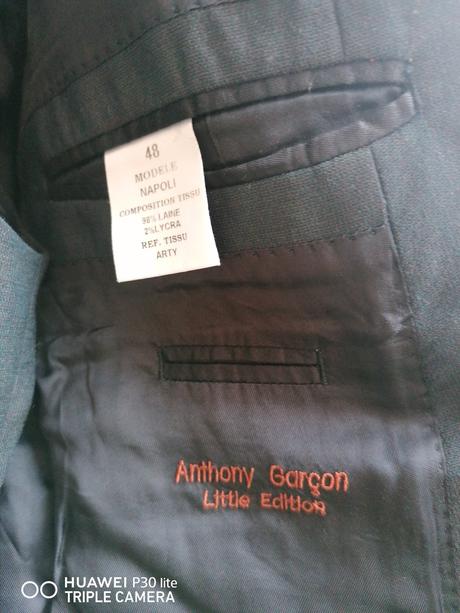 48
MODELE
NAPOLI
COMPOSITION TISSU
98% LAINE
2% LYCRA
REF. TISSU
ARTY
Anthony Garçon
Little Edition
HUAWEI P30 lite
TRIPLE CAMERA